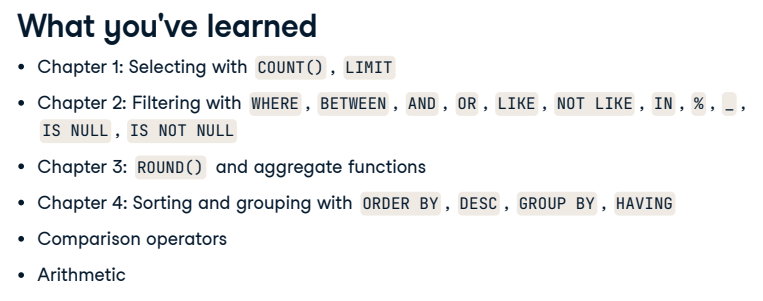 What you've learned
• Chapter 1: Selecting with COUNT() , LIMIT
• Chapter 2: Filtering with WHERE , BETWEEN , AND , OR , LIKE , NOT LIKE , IN , % , _ ,
IS NULL , IS NOT NULL
• Chapter 3: ROUND() and aggregate functions
• Chapter 4: Sorting and grouping with ORDER BY , DESC , GROUP BY , HAVING
• Comparison operators
• Arithmetic